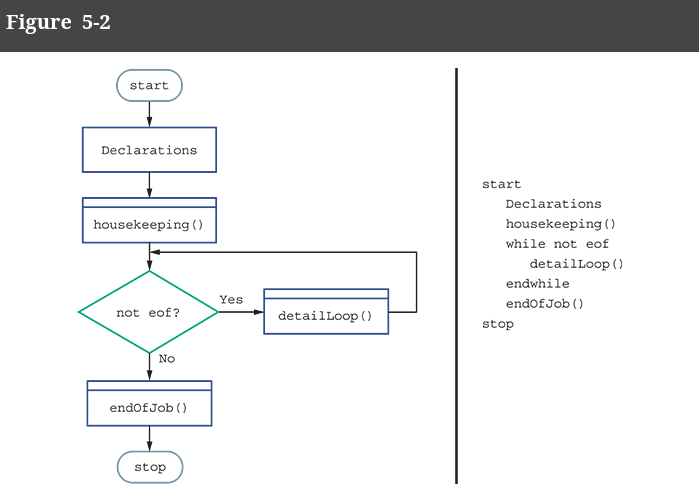 Figure 5-2
start
Declarations
housekeeping()
not eof?
Yes
detailLoop()
No
endOfJob()
stop
start
Declarations
housekeeping()
while not eof
detailLoop()
endwhile
endOfJob()
stop